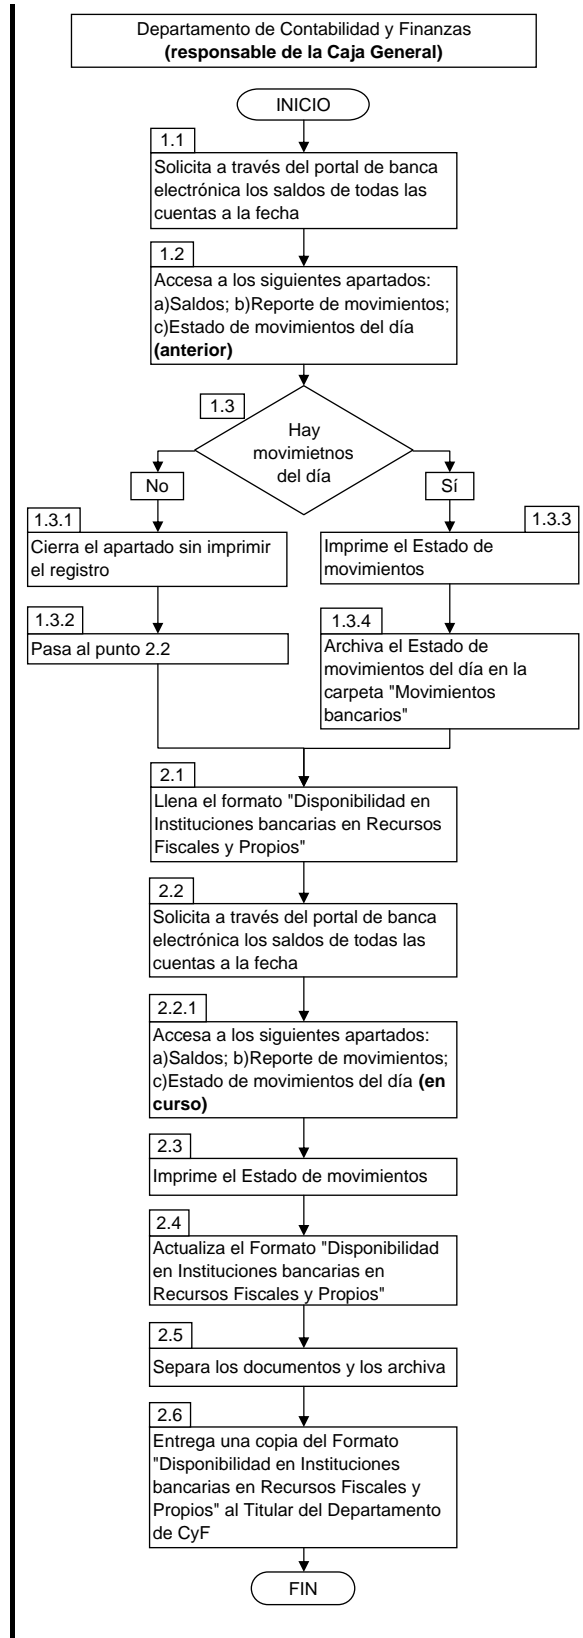 Departamento de Contabilidad y Finanzas
(responsable de la Caja General)
INICIO
1.1
Solicita a través del portal de banca
electrónica los saldos de todas las
cuentas a la fecha
1.2
Accesa a los siguientes apartados:
a)Saldos; b)Reporte de movimientos;
c)Estado de movimientos del día
(anterior)
1.3
Hay
movimietnos
del día
No
Sí
1.3.1
Cierra el apartado sin imprimir
el registro
1.3.2
Pasa al punto 2.2
1.3.3
Imprime el Estado de
movimientos
1.3.4
Archiva el Estado de
movimientos del día en la
carpeta "Movimientos
bancarios"
2.1
Llena el formato "Disponibilidad en
Instituciones bancarias en Recursos
Fiscales y Propios"
2.2
Solicita a través del portal de banca
electrónica los saldos de todas las
cuentas a la fecha
2.2.1
Accesa a los siguientes apartados:
a)Saldos; b)Reporte de movimientos;
c)Estado de movimientos del día (en
curso)
2.3
Imprime el Estado de movimientos
2.4
Actualiza el Formato "Disponibilidad
en Instituciones bancarias en
Recursos Fiscales y Propios"
2.5
Separa los documentos y los archiva
2.6
Entrega una copia del Formato
"Disponibilidad en Instituciones
bancarias en Recursos Fiscales y
Propios" al Titular del Departamento
de CyF
FIN